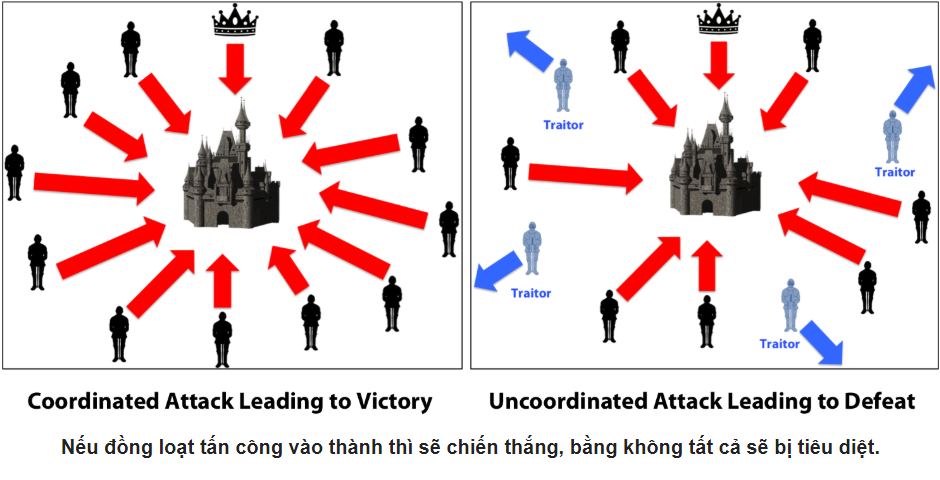 Traitor
Traitor
Traitor
Traitor
Coordinated Attack Leading to Victory
Uncoordinated Attack Leading to Defeat
Nếu đồng loạt tấn công vào thành thì sẽ chiến thắng, bằng không tất cả sẽ bị tiêu diệt.